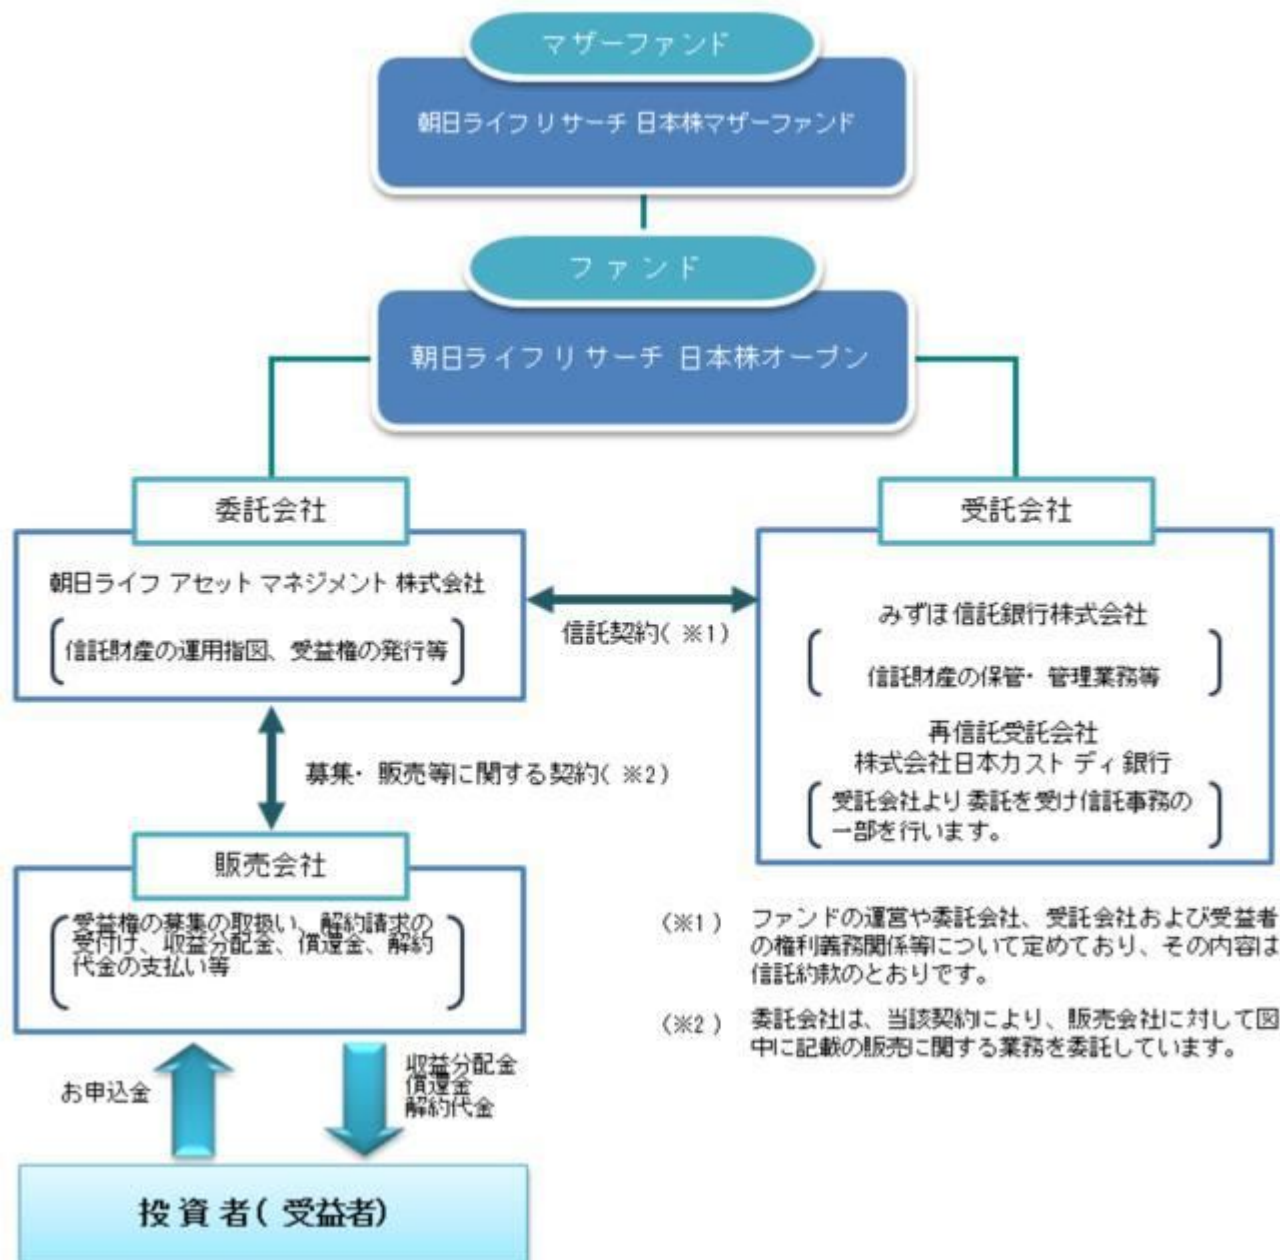 マザーファンド
朝日ライフ リサーチ 日本株マザーファンド
ファンド
朝日ライフ リサーチ 日本株オープン
委託会社
朝日ライフ アセット マネジメント 株式会社
信託財産の運用指図、受益権の発行等
信託契約( ※1)
受託会社
みずほ信託銀行株式会社
信託財産の保管・管理業務等
再信託受託会社
株式会社日本カストディ銀行
受託会社より委託を受け信託事務の
一部を行います。
募集・販売等に関する契約( ※2)
販売会社
受益権の募集の取扱い、解約請求の
受付け、収益分配金、償還金、解約
代金の支払い等
(※1) ファンドの運営や委託会社、受託会社および受益者
の権利義務関係等について定めており、その内容は
信託約款のとおりです。
(※2) 委託会社は、当該契約により、販売会社に対して図
中に記載の販売に関する業務を委託しています。
お申込金
収益分配金
償還金
解約代金
投資者( 受益者)